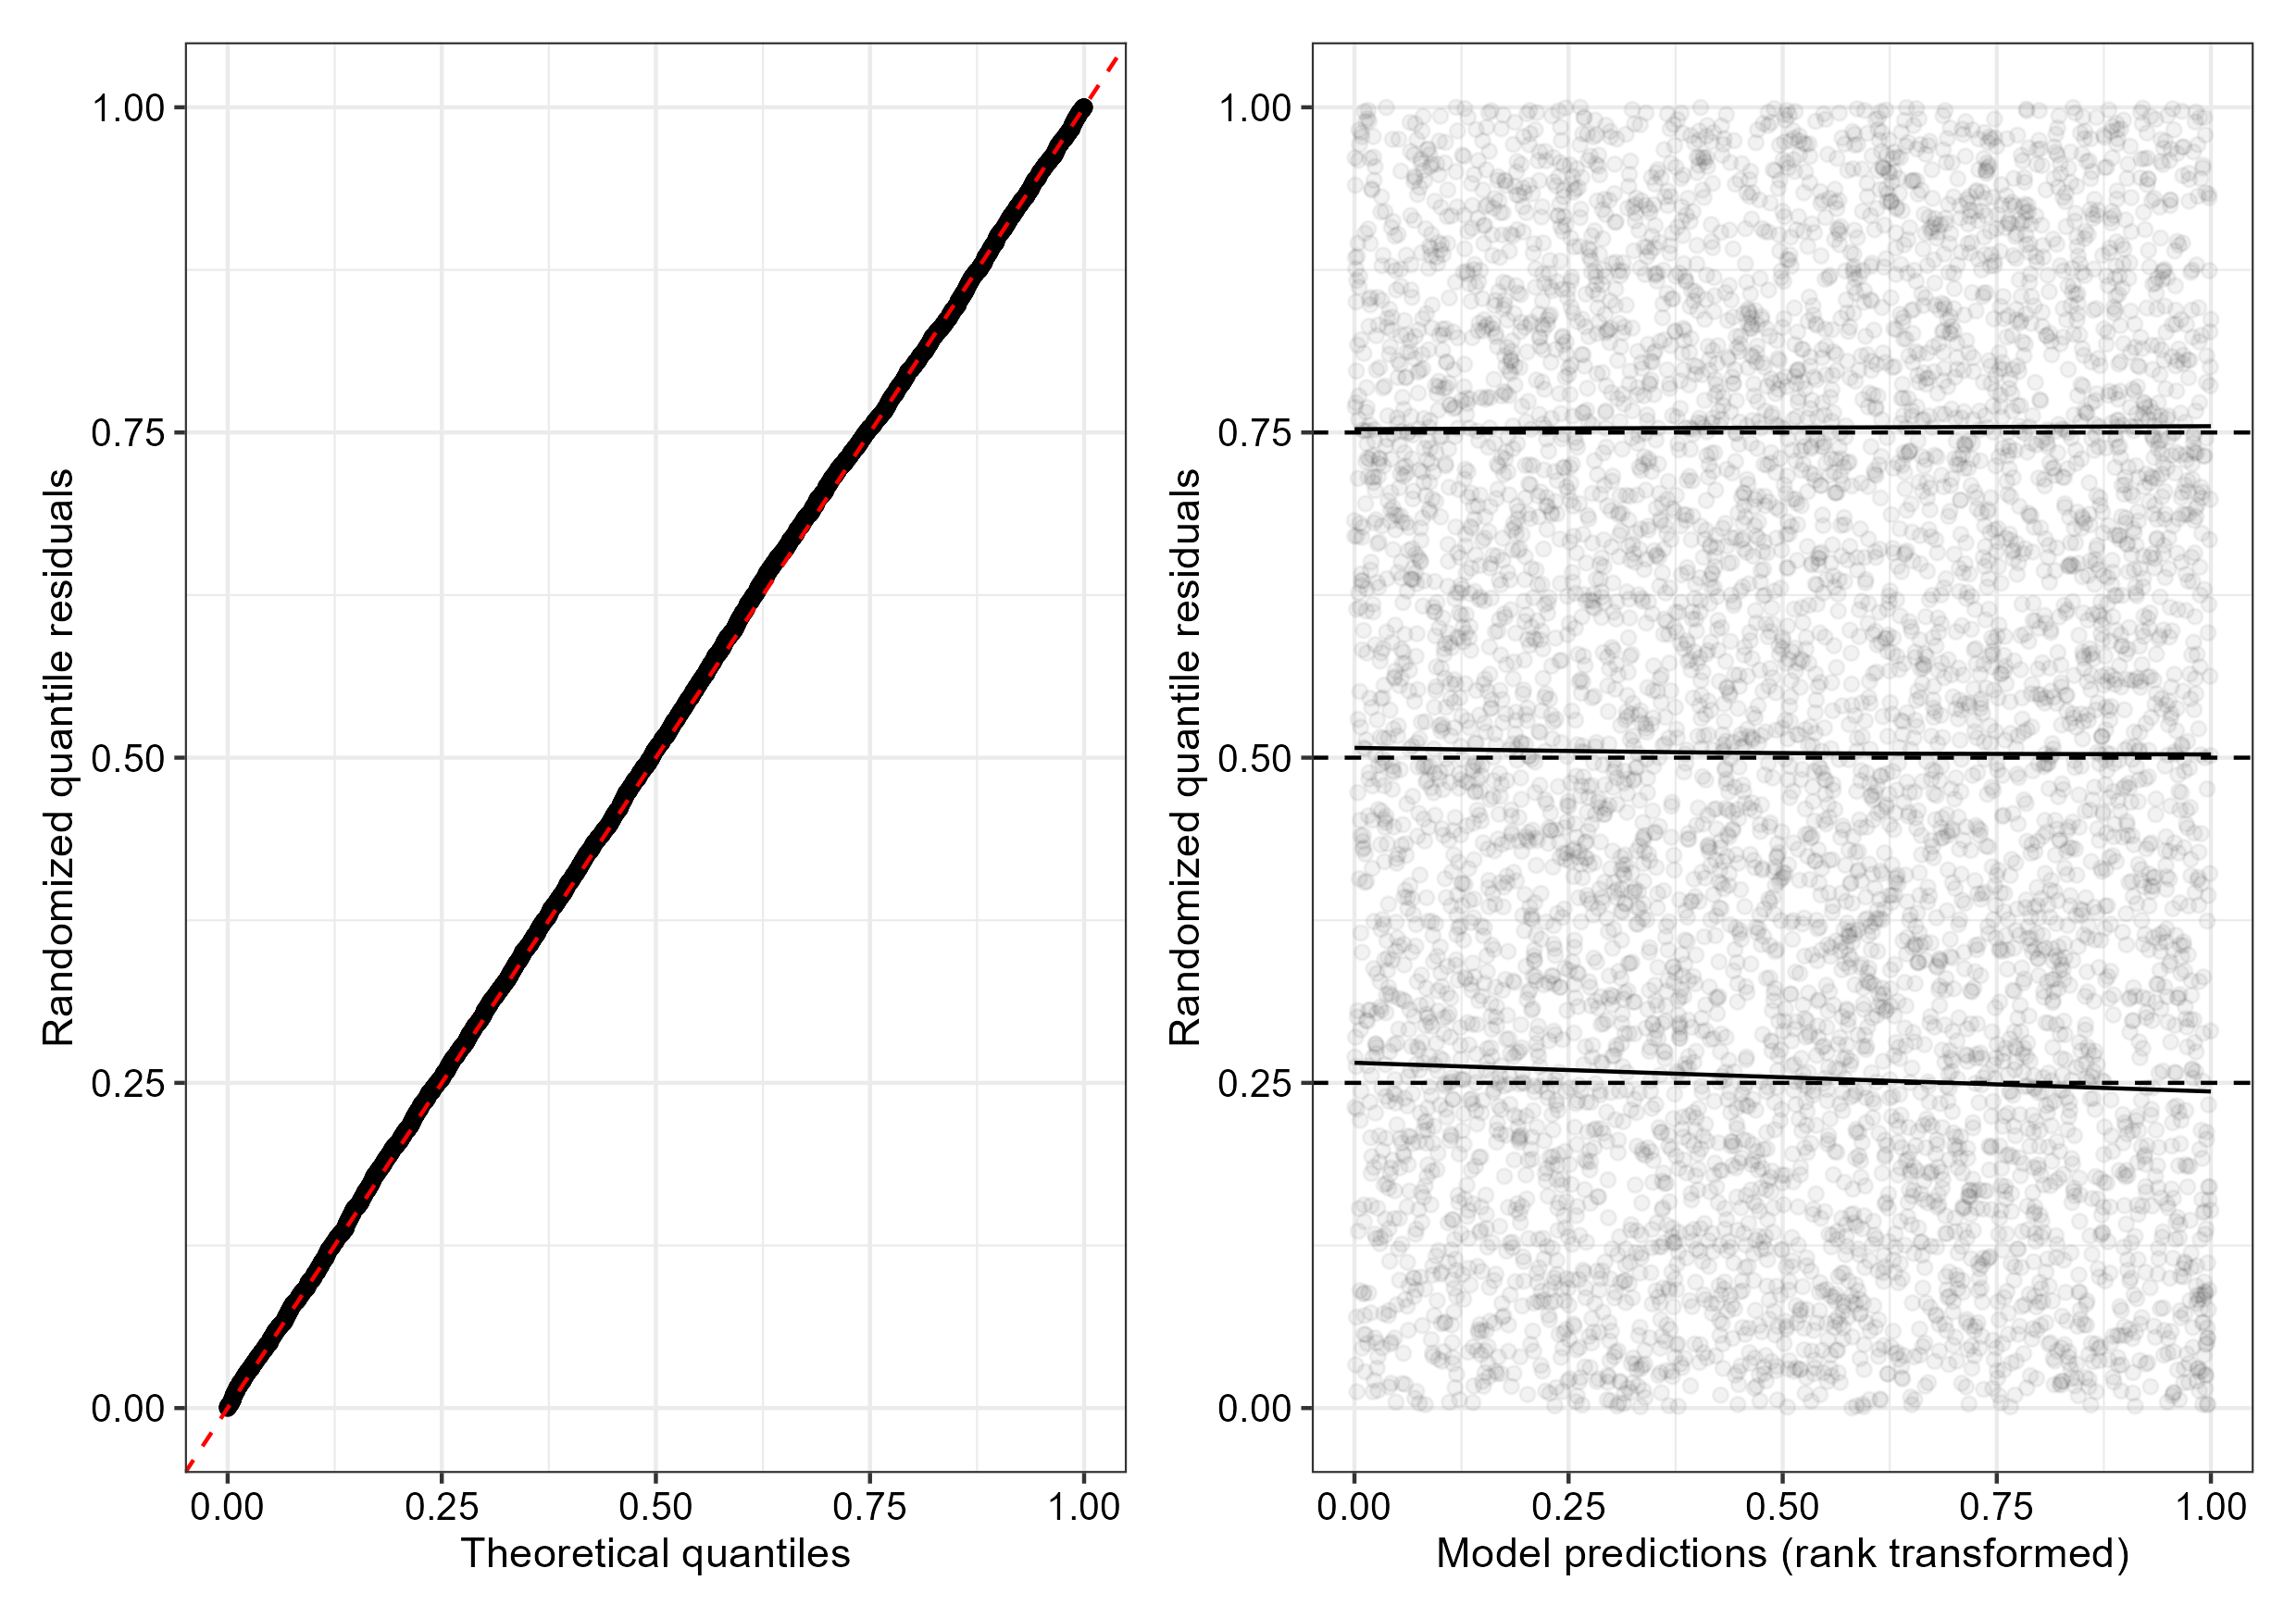 Randomized quantile residuals
1.00
0.75
0.50
0.25
0.00
0.00 0.25 0.50 0.75 1.00
Theoretical quantiles
Randomized quantile residuals
1.00
0.75
0.50
0.25
0.00
0.00 0.25 0.50 0.75 1.00
Model predictions (rank transformed)